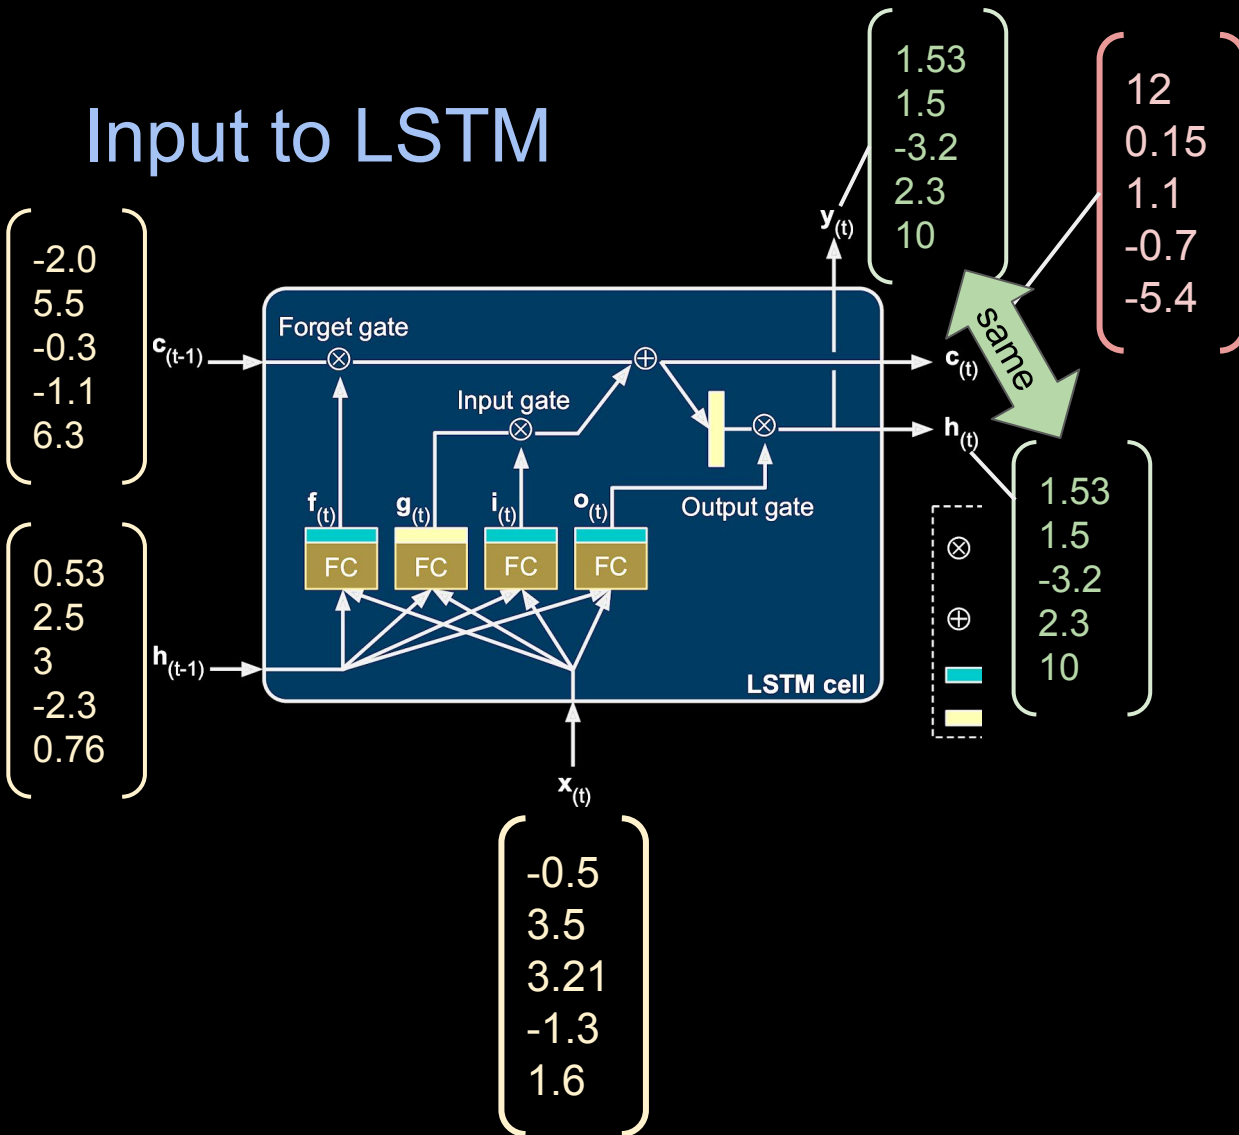 Input to LSTM
1.53
1.5
-3.2
2.3
10
12
0.15
1.1
-0.7
-5.4
-2.0
5.5
-0.3
-1.1
6.3
c(t-1)
y(t)
same
Forget gate
Input gate
c(t)
h(t)
f(t)
g(t)
i(t)
o(t)
Output gate
FC
FC
FC
FC
0.53
2.5
3
-2.3
0.76
h(t-1)
LSTM cell
1.53
1.5
-3.2
2.3
10
x(t)
-0.5
3.5
3.21
-1.3
1.6